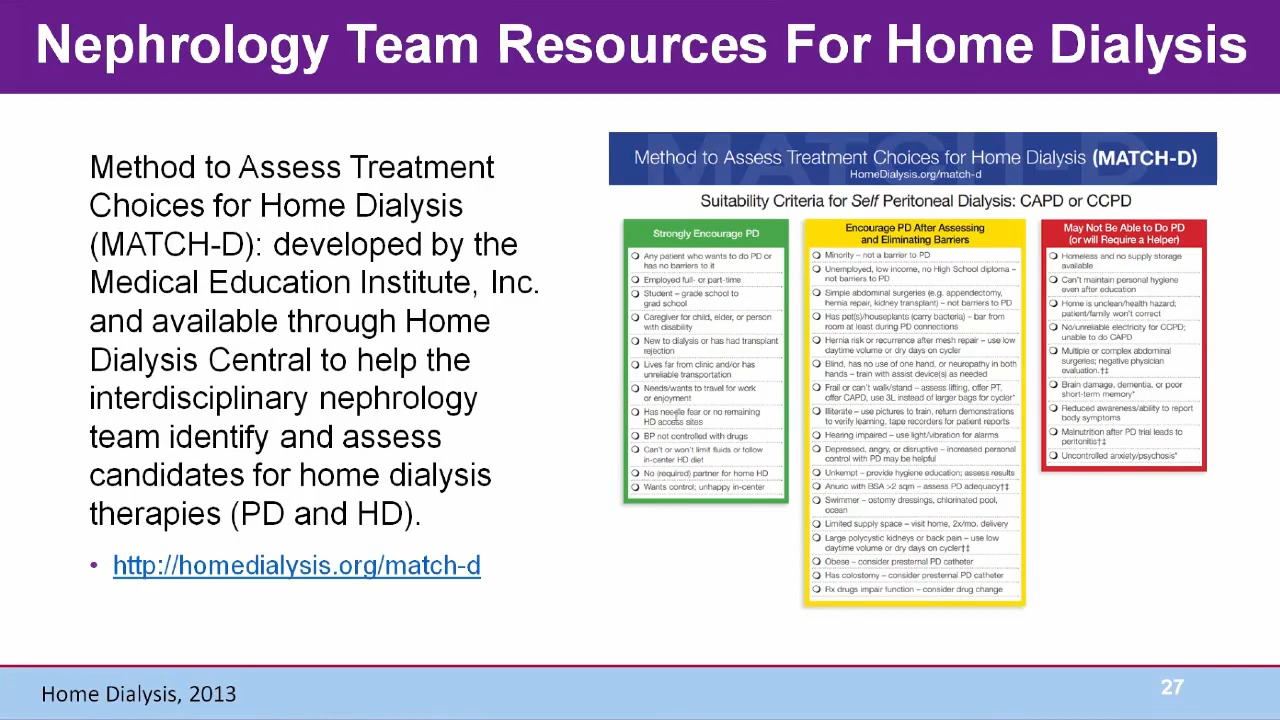 Nephrology Team Resources For Home Dialysis
Method to Assess Treatment
Choices for Home Dialysis
(MATCH-D): developed by the
Medical Education Institute, Inc.
and available through Home
Dialysis Central to help the
interdisciplinary nephrology
team identify and assess
candidates for home dialysis
therapies (PD and HD).
• http://homedialysis.org/match-d
MATCH-D
Method to Assess Treatment Choices for Home Dialysis (MATCH-D)
HomeDialysis.org/match-d
Suitability Criteria for Self Peritoneal Dialysis: CAPD or CCPD
Strongly Encourage PD
Any patient who wants to do PD or
has no barriers to it
Employed full- or part-time
Student – grade school to
grad school
Caregiver for child, elder, or person
with disability
New to dialysis or has had transplant
rejection
Lives far from clinic and/or has
unreliable transportation
Needs/wants to travel for work
or enjoyment
Has needle fear or no remaining
HD access sites
BP not controlled with drugs
Can't or won't limit fluids or follow
in-center HD diet
No (required) partner for home HD
Wants control; unhappy in-center
Encourage PD After Assessing
and Eliminating Barriers
Minority – not a barrier to PD
Unemployed, low income, no High School diploma –
not barriers to PD
Simple abdominal surgeries (e.g. appendectomy,
hernia repair, kidney transplant) – not barriers to PD
Has pet(s)/houseplants (carry bacteria) – bar from
room at least during PD connections
Hernia risk or recurrence after mesh repair – use low
daytime volume or dry days on cycler
Blind, has no use of one hand, or neuropathy in both
hands – train with assist device(s) as needed
Frail or can't walk/stand – assess lifting, offer PT,
offer CAPD, use 3L instead of larger bags for cycler*
Illiterate – use pictures to train, return demonstrations
to verify learning, tape recorders for patient reports
Hearing impaired – use light/vibration for alarms
Depressed, angry, or disruptive – increased personal
control with PD may be helpful
Unkempt – provide hygiene education; assess results
Anuric with BSA >2 sqm – assess PD adequacy†‡
Swimmer – ostomy dressings, chlorinated pool,
ocean
Limited supply space – visit home, 2x/mo. delivery
Large polycystic kidneys or back pain – use low
daytime volume or dry days on cycler†‡
Obese – consider presternal PD catheter
Has colostomy – consider presternal PD catheter
Rx drugs impair function – consider drug change
May Not Be Able to Do PD
(or will Require a Helper)
Homeless and no supply storage
available
Can't maintain personal hygiene
even after education
Home is unclean/health hazard;
patient/family won't correct
No/unreliable electricity for CCPD;
unable to do CAPD
Multiple or complex abdominal
surgeries; negative physician
evaluation.†‡
Brain damage, dementia, or poor
short-term memory*
Reduced awareness/ability to report
body symptoms
Malnutrition after PD trial leads to
peritonitis†‡
Uncontrolled anxiety/psychosis*
Home Dialysis, 2013
27